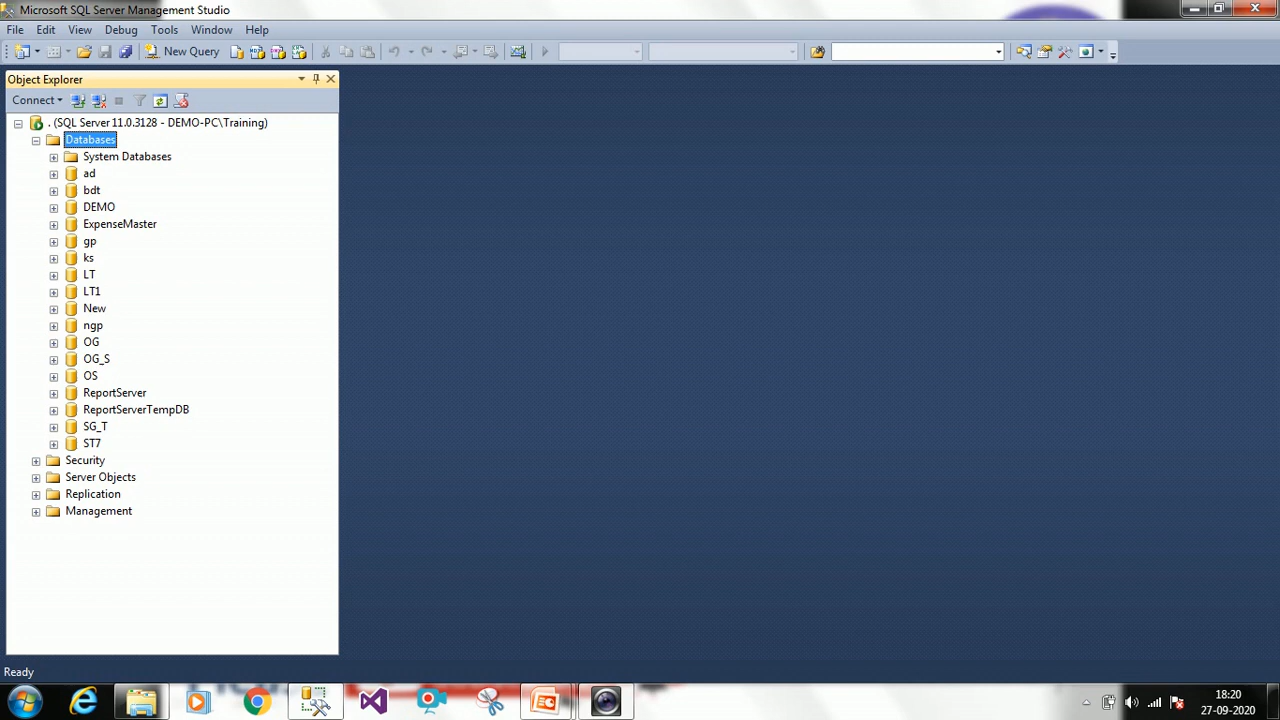 Microsoft SQL Server Management Studio
File Edit View Debug Tools Window Help
New Query
Object Explorer
Connect
. (SQL Server 11.0.3128 - DEMO-PC\Training)
Databases
System Databases
ad
bdt
DEMO
ExpenseMaster
gp
ks
LT
LT1
New
ngp
OG
OG_S
OS
ReportServer
ReportServerTempDB
SG_T
ST7
Security
Server Objects
Replication
Management
Ready
18:20
27-09-2020